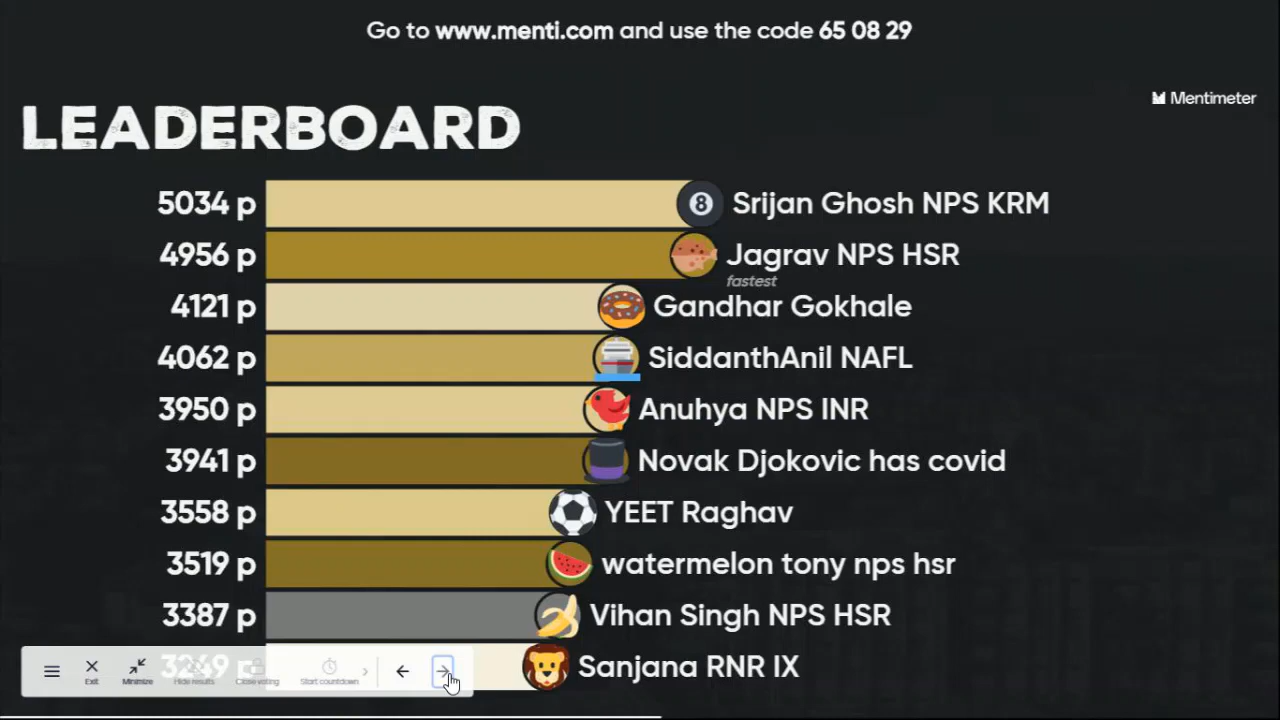 Go to www.menti.com and use the code 65 08 29
Mentimeter
LEADERBOARD
5034 p Srijan Ghosh NPS KRM
4956 p Jagrav NPS HSR
fastest
4121 p Gandhar Gokhale
4062 p SiddanthAnil NAFL
3950 p Anuhya NPS INR
3941 p Novak Djokovic has covid
3558 p YEET Raghav
3519 p watermelon tony nps hsr
3387 p Vihan Singh NPS HSR
Sanjana RNR IX
Exit Minimize Hide results Close voting Start countdown